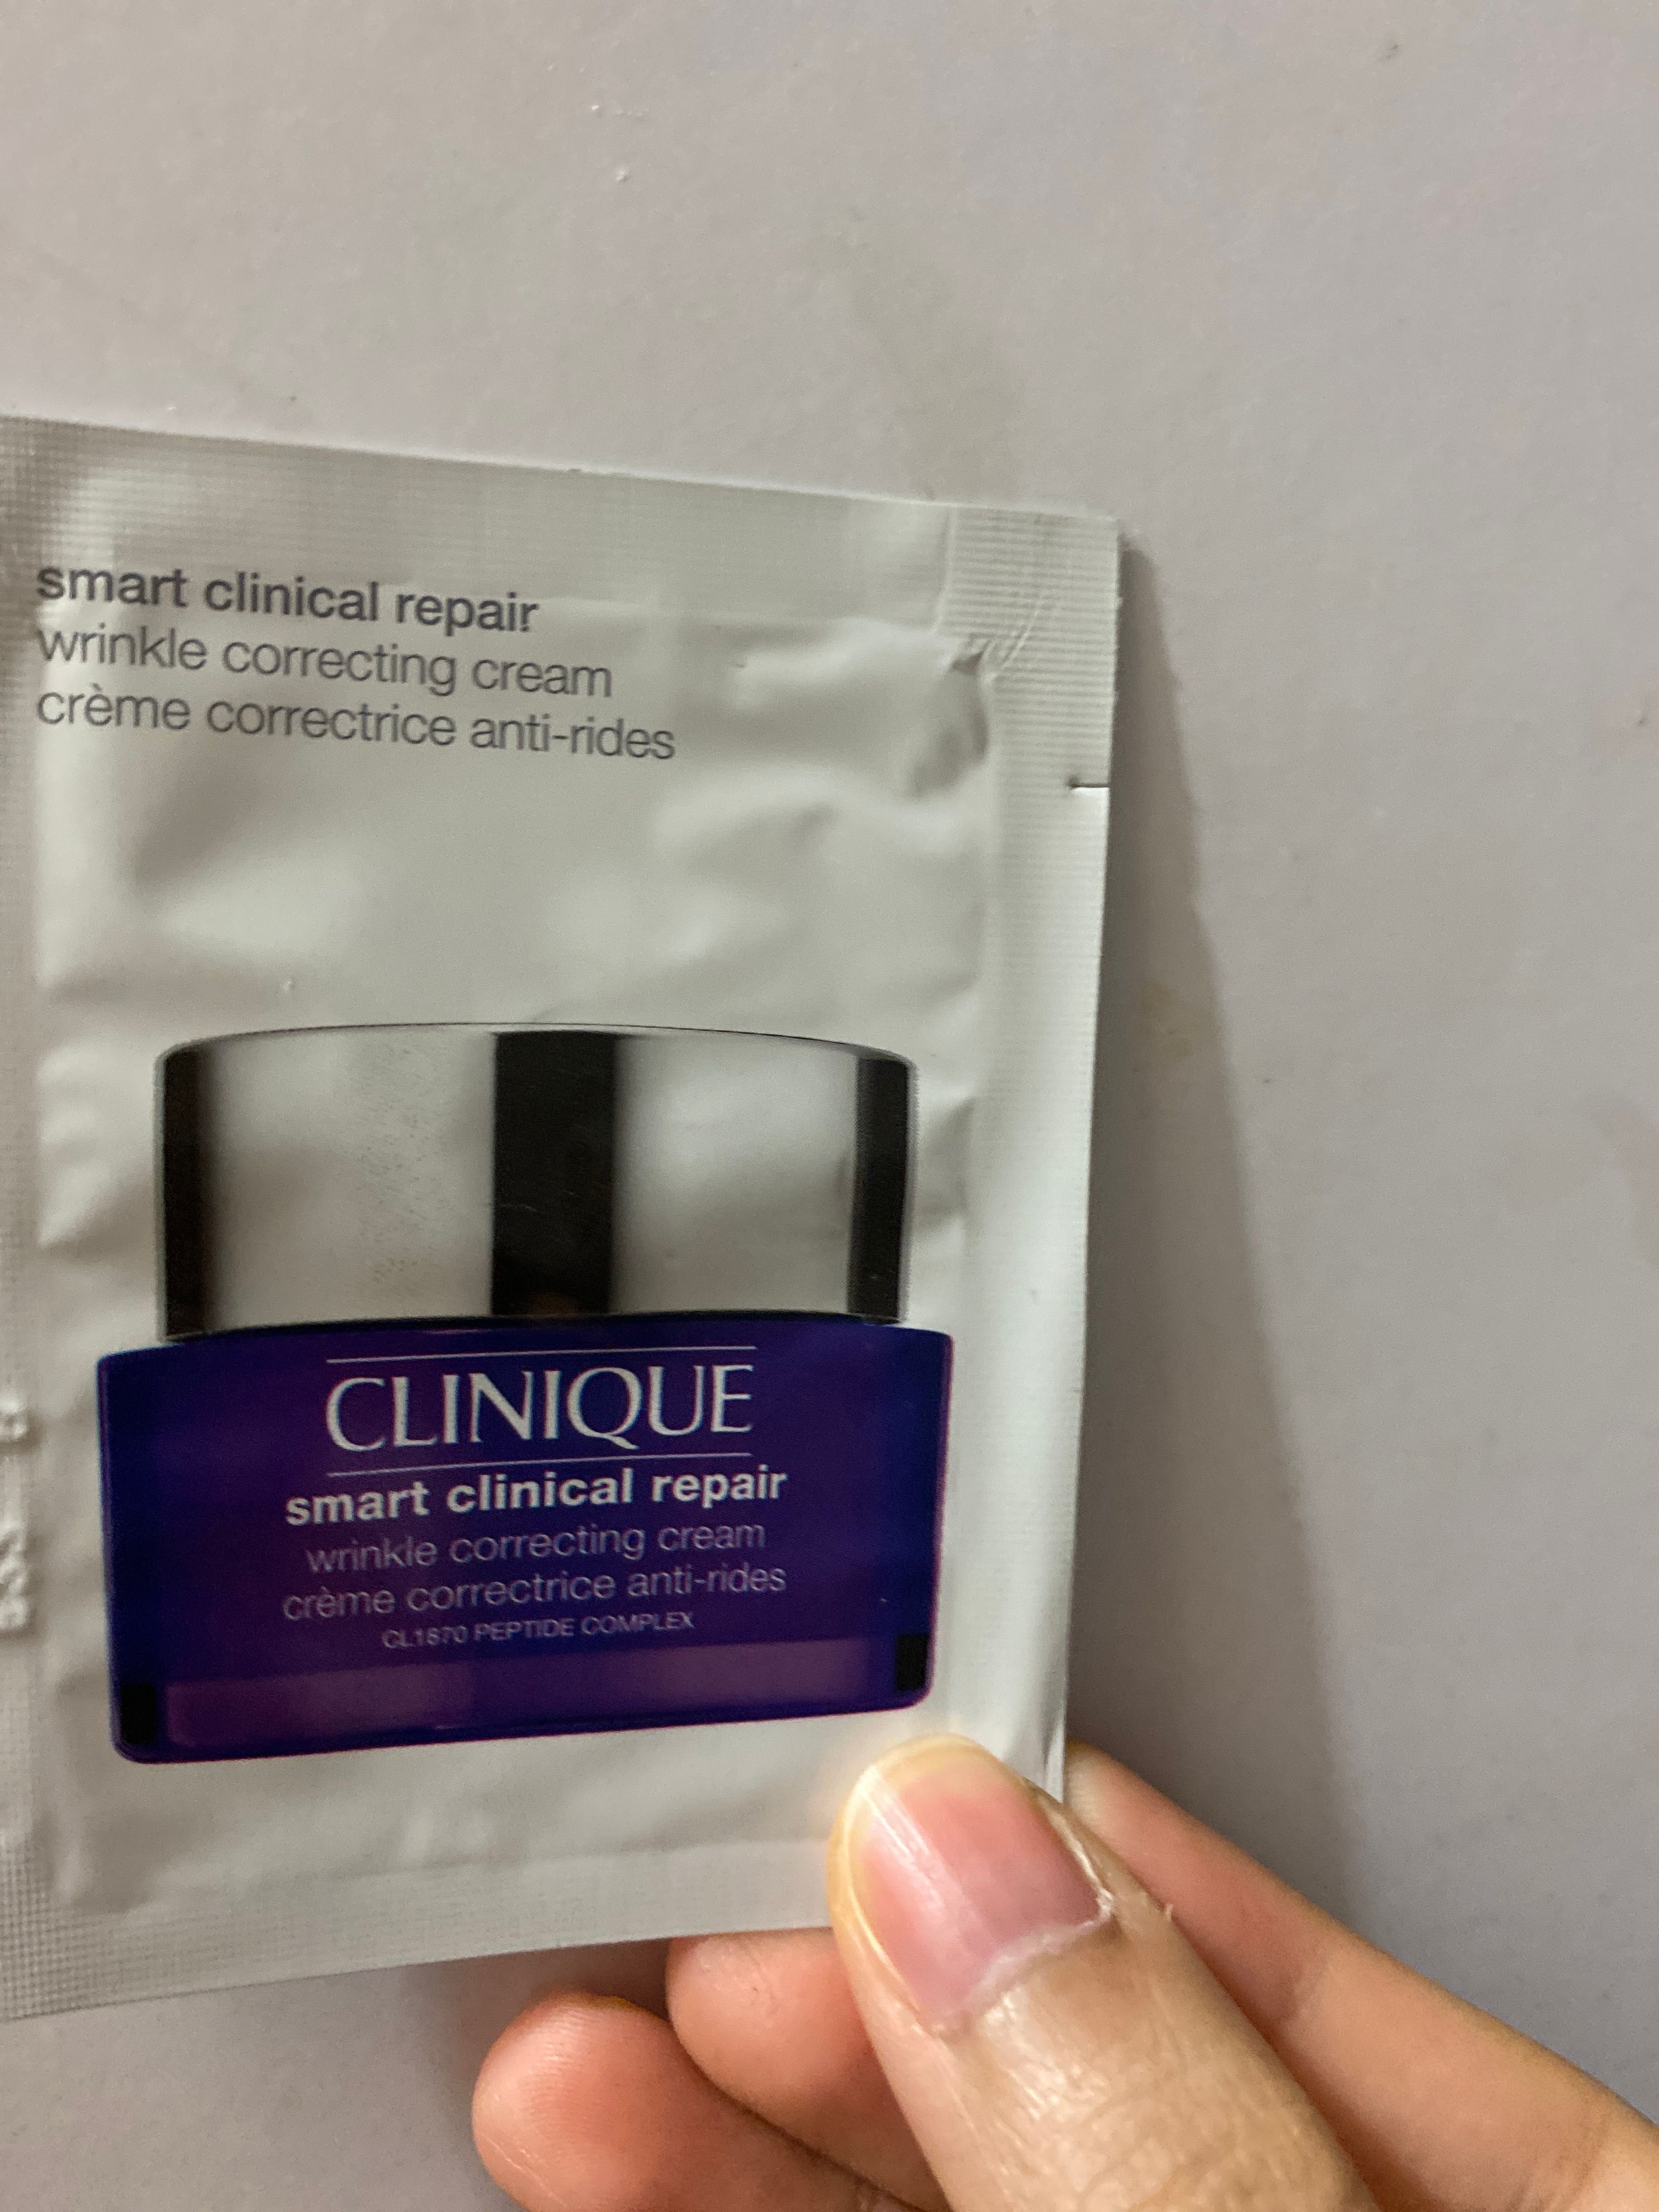 smart clinical repair
wrinkle correcting cream
crème correctrice anti-rides
CLINIQUE
smart clinical repair
wrinkle correcting cream
crème correctrice anti-rides
CL1870 PEPTIDE COMPLEX